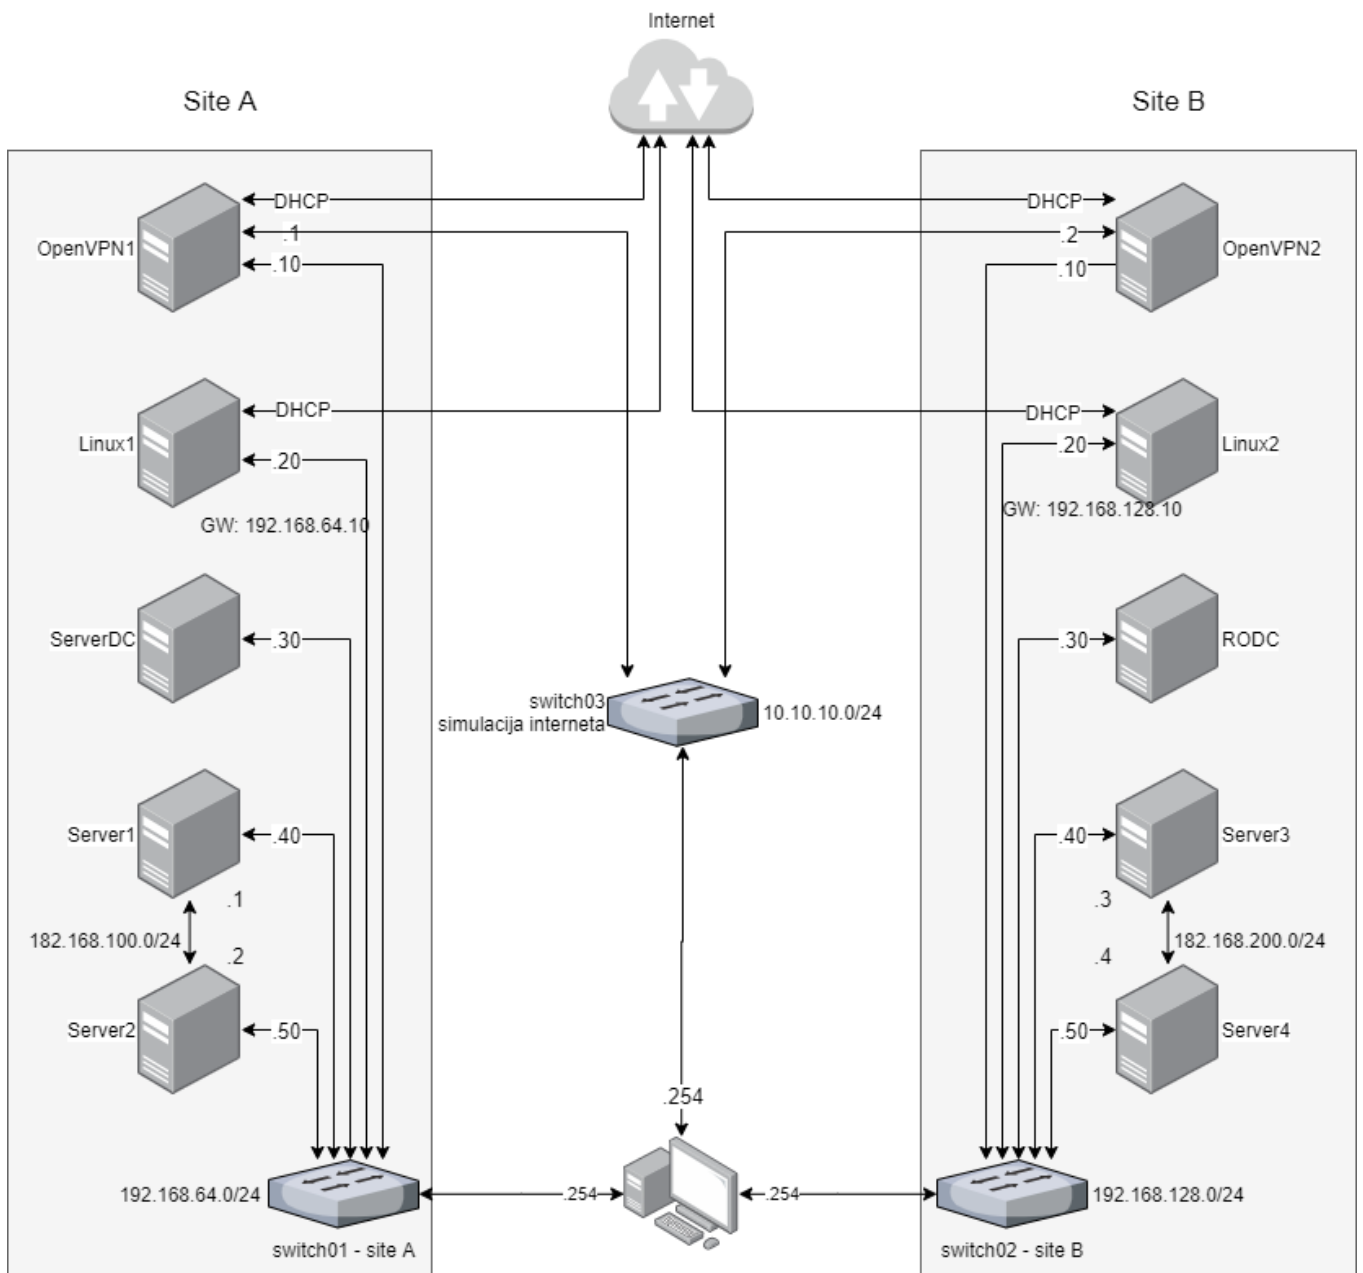 Internet
Site A
Site B
DHCP
DHCP
.1
.2
OpenVPN1
OpenVPN2
.10
.10
DHCP
DHCP
Linux1
.20
.20
Linux2
GW: 192.168.64.10
GW: 192.168.128.10
ServerDC
.30
.30
RODC
switch03
simulacija interneta
10.10.10.0/24
Server1
.40
.40
Server3
.1
.3
182.168.100.0/24
182.168.200.0/24
.2
.4
Server2
.50
.50
Server4
.254
192.168.64.0/24
.254
.254
192.168.128.0/24
switch01 - site A
switch02 - site B